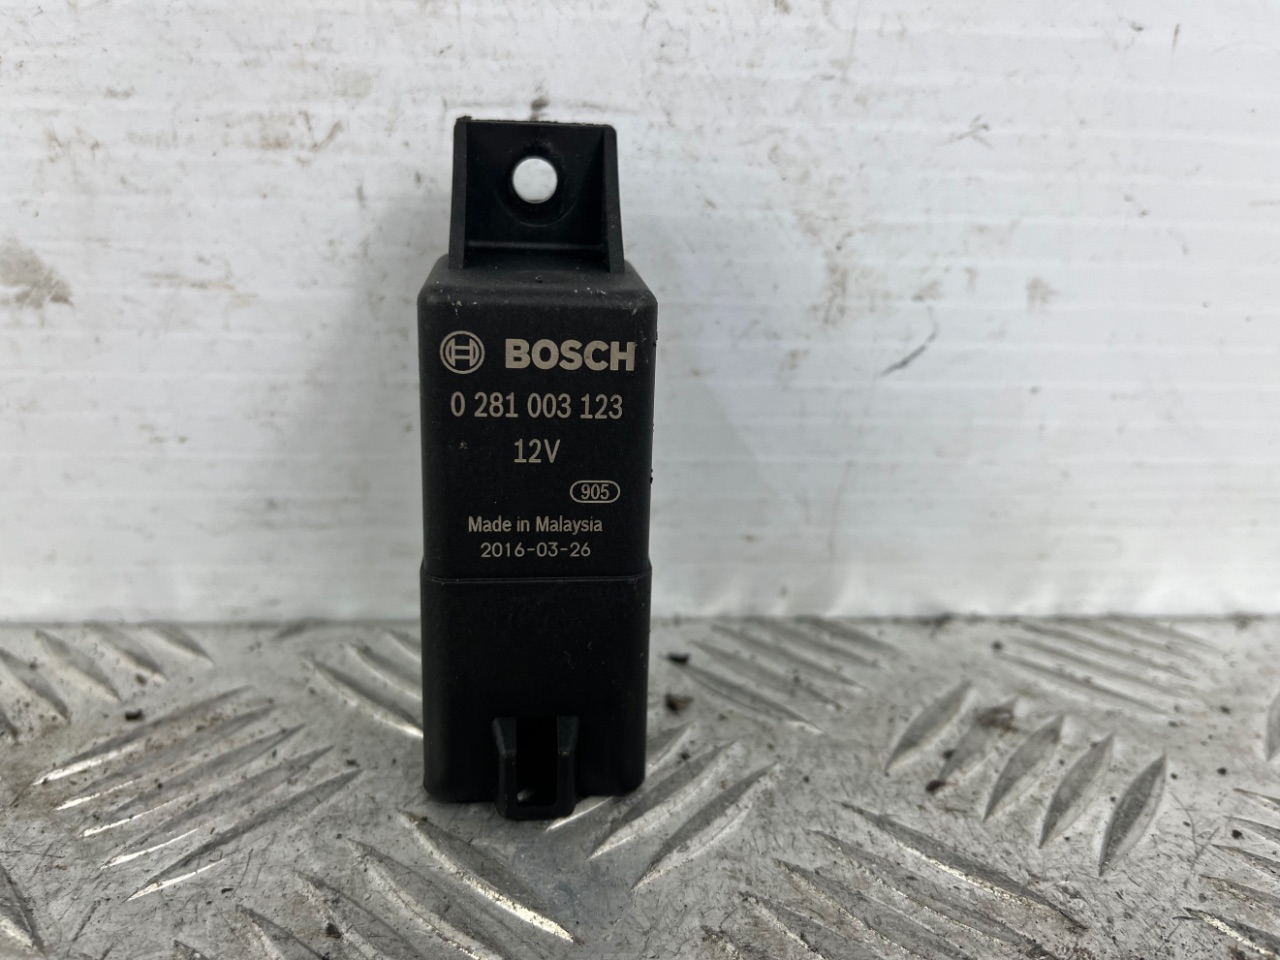 BOSCH
0 281 003 123
12V
905
Made in Malaysia
2016-03-26